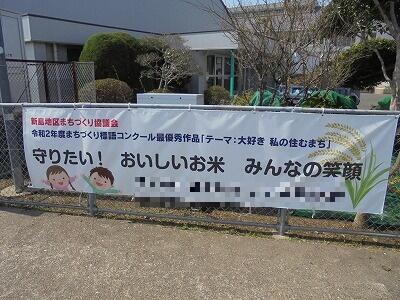 新島地区まちづくり協議会
令和2年度まちづくり標語コンクール最優秀作品「テーマ:大好き 私の住むまち」
守りたい! おいしいお米 みんなの笑顔